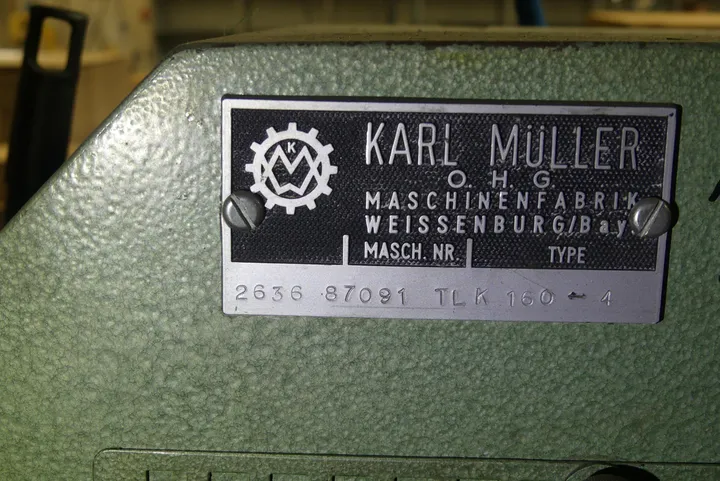 K
M W
KARL MÜLLER
O.H.G.
MASCHINENFABRIK
WEISSENBURG/Bay.
MASCH. NR. TYPE
2636 87091 TLK 160 - 4